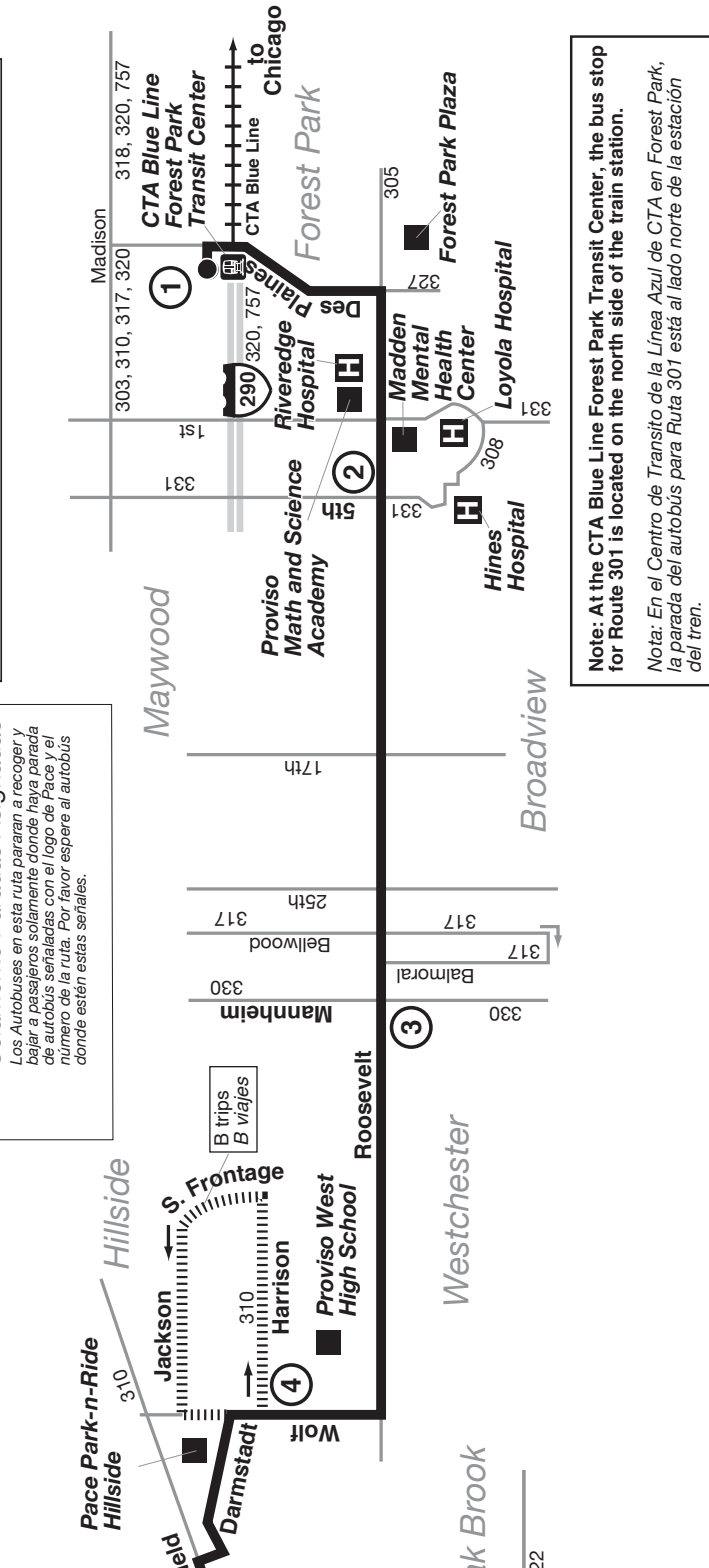 Los Autobuses en esta ruta pararan a recoger y
bajar a pasajeros solamente donde haya parada
de autobús señaladas con el logo de Pace y el
número de la ruta. Por favor espere al autobús
donde estén estas señales.
Pace Park-n-Ride
Hillside
310
Hillside
Jackson
S. Frontage
B trips
B viajes
310
Harrison
4
Darmstadt
Wolf
Proviso West
High School
Roosevelt
Westchester
22
Maywood
330
Mannheim
3
330
317
Bellwood
317
317
Balmoral
25th
17th
Broadview
Madison
303, 310, 317, 320
318, 320, 757
331
1st
290
320, 757
1
CTA Blue Line
Forest Park
Transit Center
CTA Blue Line
to
Chicago
Forest Park
Des
Plaines
Riveredge
Hospital
H
Proviso
Math and Science
Academy
5th
2
331
Madden
Mental
Health
Center
327
305
Forest Park Plaza
H
Loyola Hospital
308
331
H
Hines
Hospital
Note: At the CTA Blue Line Forest Park Transit Center, the bus stop
for Route 301 is located on the north side of the train station.
Nota: En el Centro de Transito de la Línea Azul de CTA en Forest Park,
la parada del autobús para Ruta 301 está al lado norte de la estación
del tren.